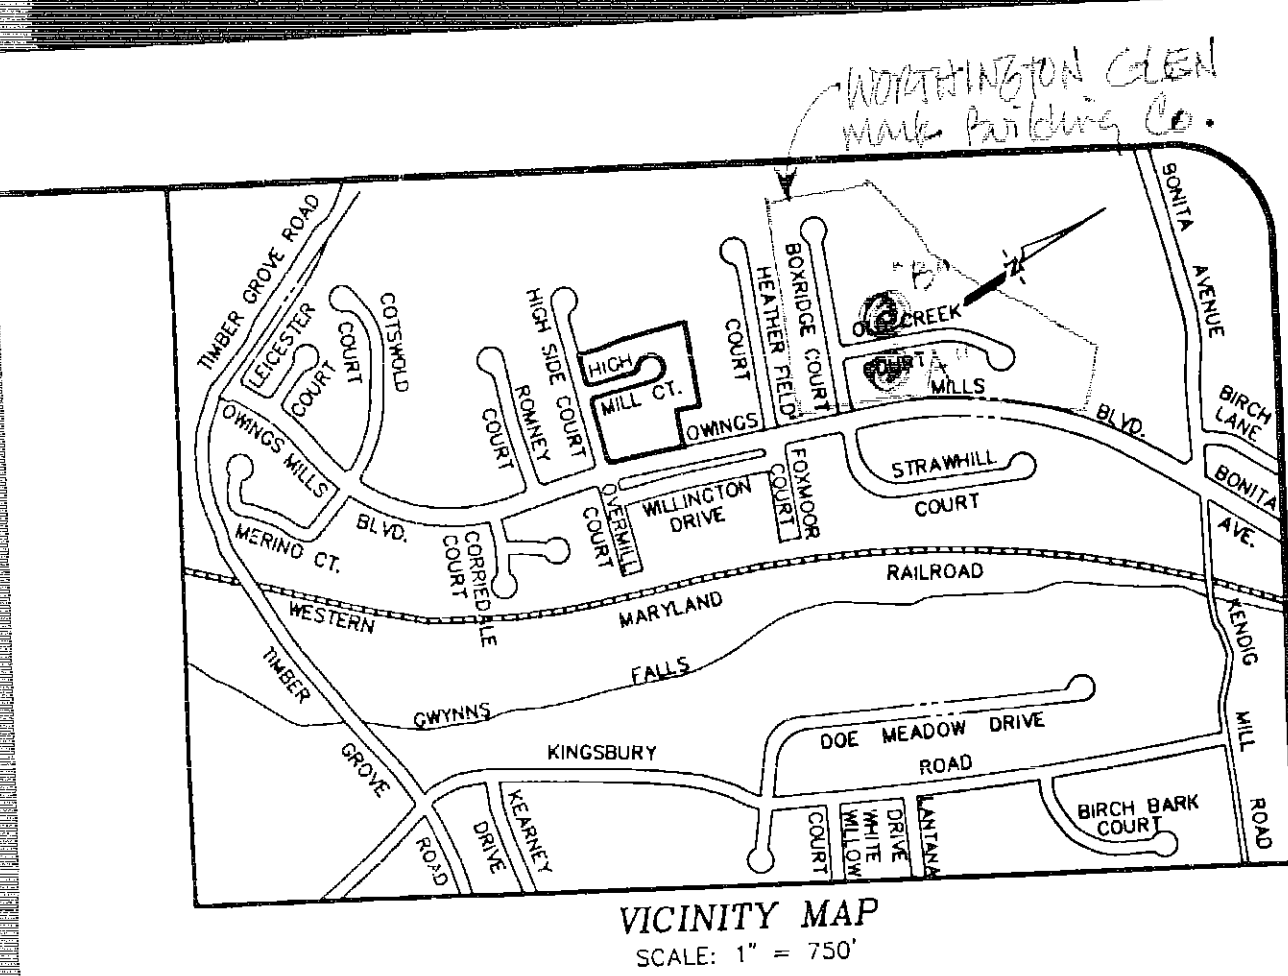 WORTHINGTON GLEN
Mark Building Co.
TIMBER GROVE ROAD
LEICESTER
COURT
COTSWOLD
COURT
OWINGS MILLS
BLVD.
MERINO CT.
ROMNEY
COURT
HIGH SIDE COURT
HIGH
MILL CT.
HEATHER FIELD
COURT
BOXRIDGE COURT
"B"
OLD CREEK
COURT
"A"
OWINGS
MILLS
BLVD.
BONITA
AVENUE
BIRCH
LANE
BONITA
AVE.
N
STRAWHILL
COURT
FOXMOOR
COURT
WILLINGTON
DRIVE
OVERMILL
COURT
CORRIEDALE
COURT
WESTERN
MARYLAND
RAILROAD
GWYNNS
FALLS
TIMBER
GROVE
ROAD
KINGSBURY
ROAD
KEARNEY
DRIVE
DOE MEADOW DRIVE
WHITE
WILLOW
COURT
LANTANA
DRIVE
BIRCH BARK
COURT
KENDIG
MILL
ROAD
VICINITY MAP
SCALE: 1" = 750'